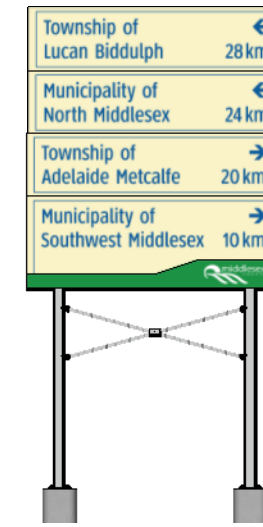 Township of
Lucan Biddulph 28 km
Municipality of
North Middlesex 24 km
Township of
Adelaide Metcalfe 20 km
Municipality of
Southwest Middlesex 10 km
middlesex